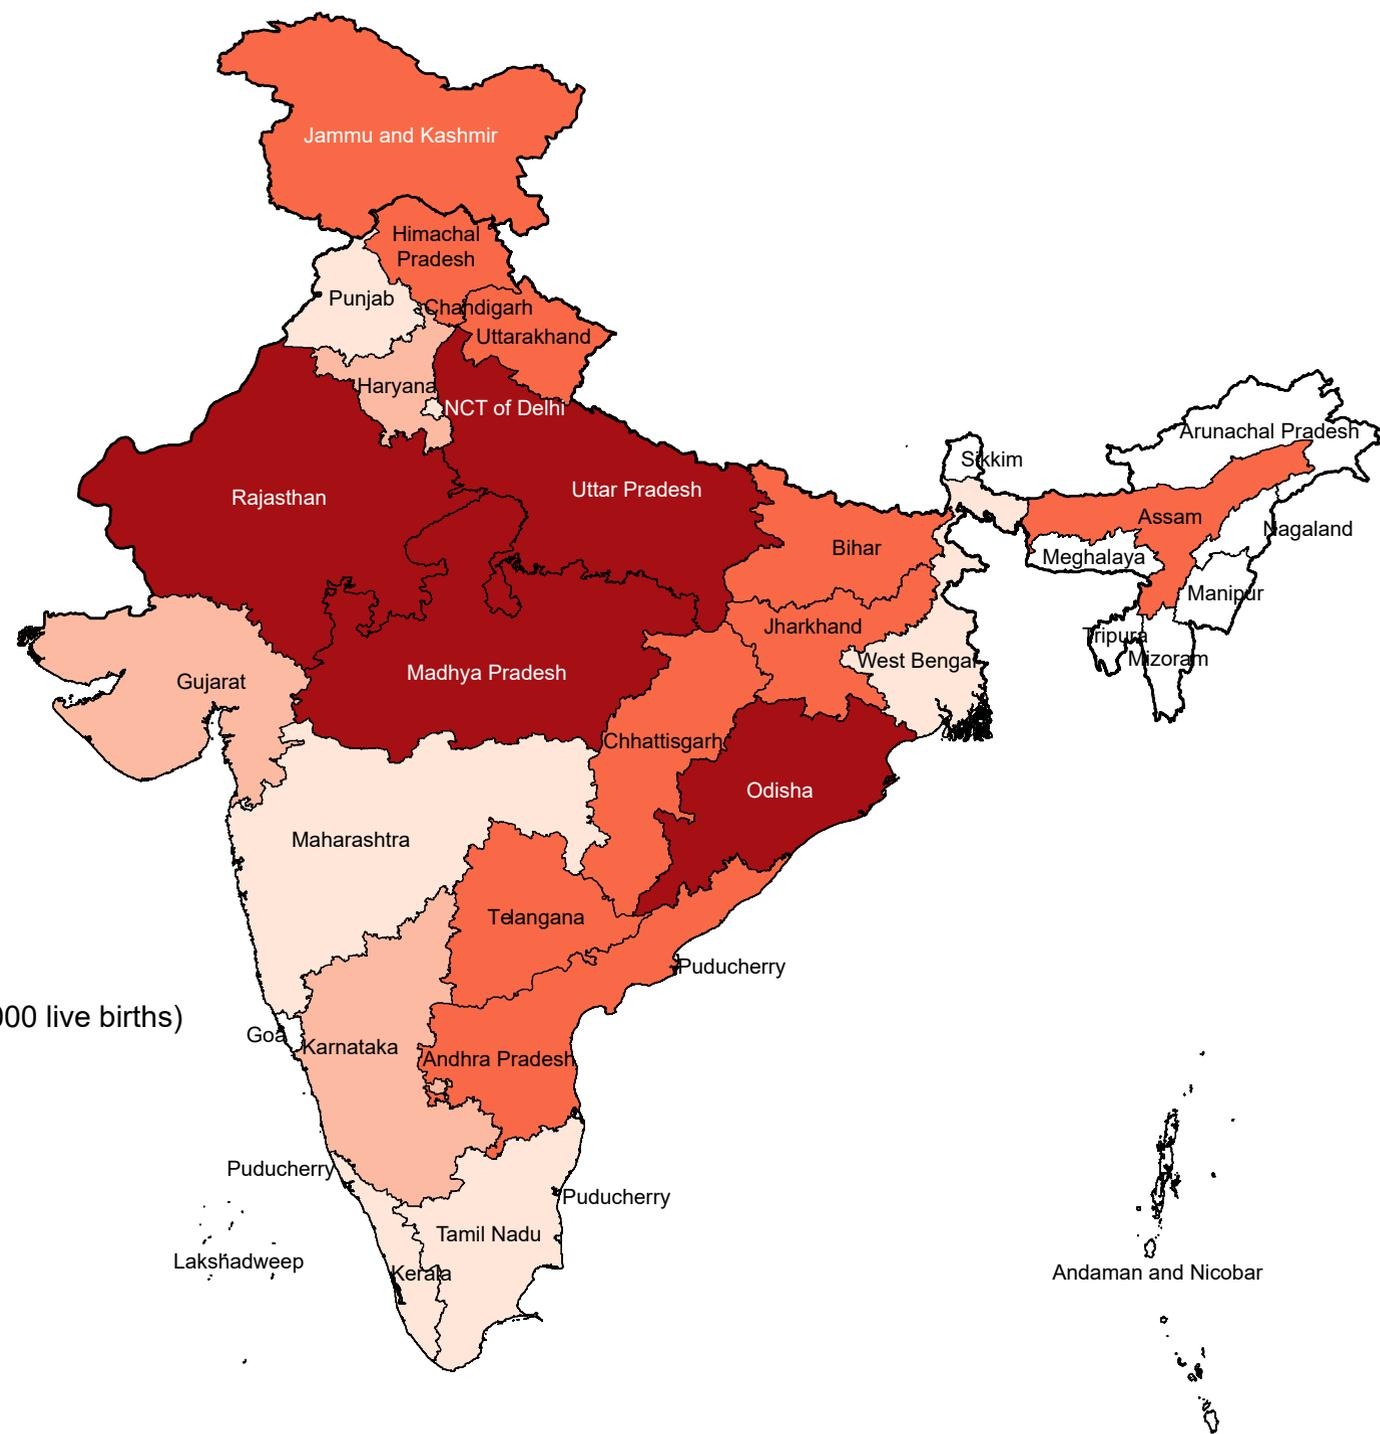 Jammu and Kashmir
Himachal
Pradesh
Punjab
Chandigarh
Uttarakhand
Haryana
NCT of Delhi
Arunachal Pradesh
Sikkim
Rajasthan
Uttar Pradesh
Assam
Nagaland
Bihar
Meghalaya
Manipur
Jharkhand
Tripura
Mizoram
West Bengal
Madhya Pradesh
Gujarat
Chhattisgarh
Odisha
Maharashtra
Telangana
Puducherry
00 live births)
Goa
Karnataka
Andhra Pradesh
Puducherry
Puducherry
Tamil Nadu
Lakshadweep
Kerala
Andaman and Nicobar